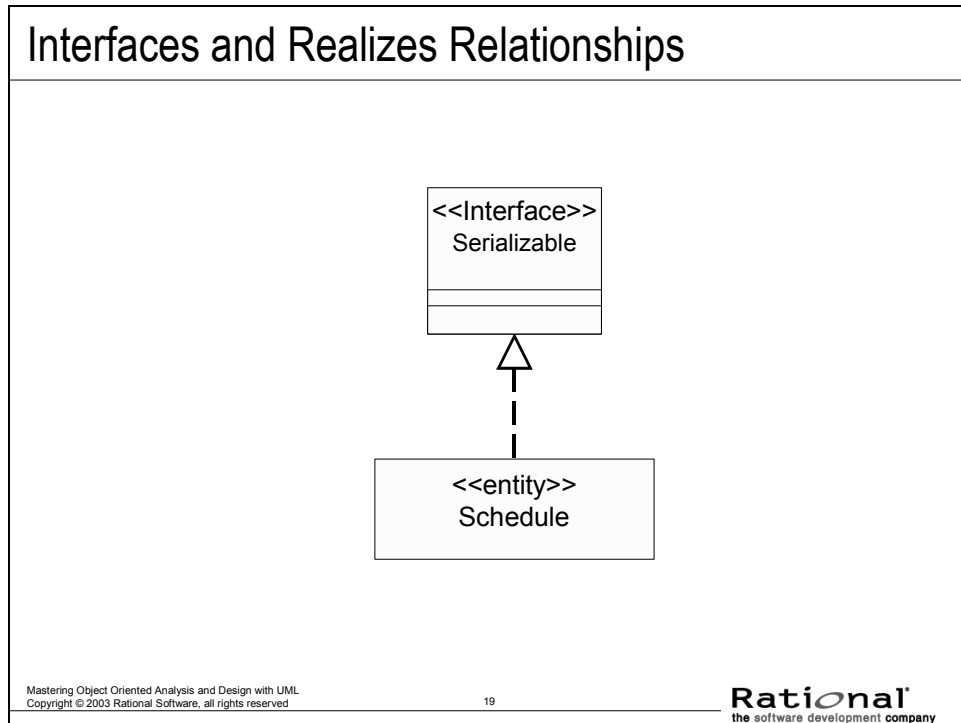 Interfaces and Realizes Relationships
<<Interface>>
Serializable
<<entity>>
Schedule
Mastering Object Oriented Analysis and Design with UML
Copyright © 2003 Rational Software, all rights reserved
19
Rational®
the software development company